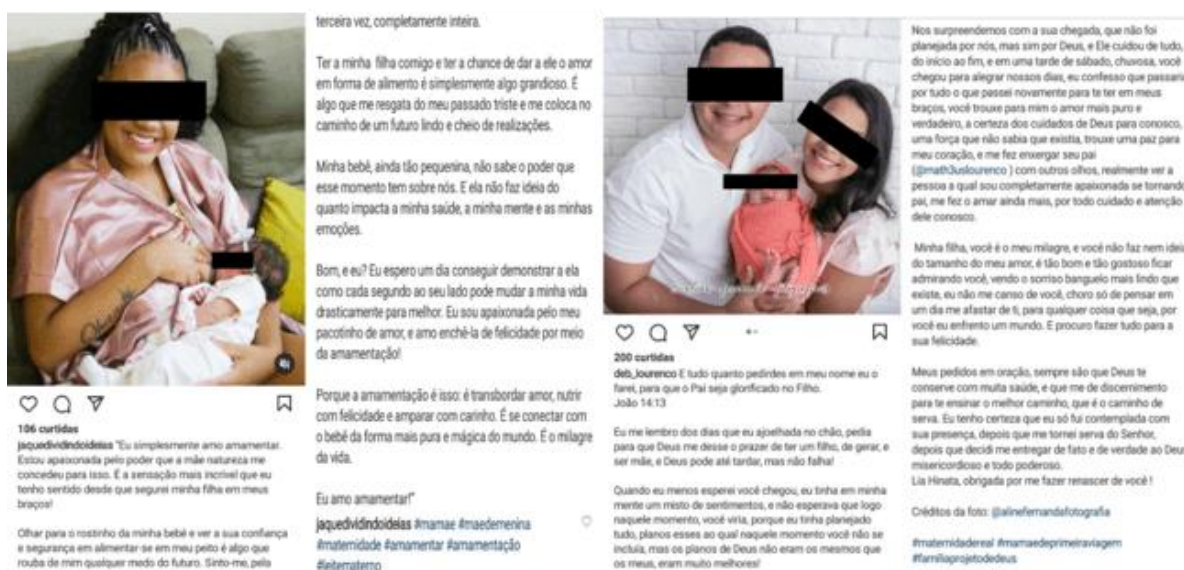 106 curtidas
jaquedividindoideias "Eu simplesmente amo amamentar.
Estou apaixonada pelo poder que a mãe natureza me
concedeu para isso. É a sensação mais incrível que eu
tenho sentido desde que segurei minha filha em meus
braços!
Olhar para o rostinho da minha bebê e ver a sua confiança
e segurança em alimentar-se em meu peito é algo que
rouba de mim qualquer medo do futuro. Sinto-me, pela
terceira vez, completamente inteira.
Ter a minha filha comigo e ter a chance de dar a ele o amor
em forma de alimento é simplesmente algo grandioso. É
algo que me resgata do meu passado triste e me coloca no
caminho de um futuro lindo e cheio de realizações.
Minha bebê, ainda tão pequenina, não sabe o poder que
esse momento tem sobre nós. E ela não faz ideia do
quanto impacta a minha saúde, a minha mente e as minhas
emoções.
Bom, e eu? Eu espero um dia conseguir demonstrar a ela
como cada segundo ao seu lado pode mudar a minha vida
drasticamente para melhor. Eu sou apaixonada pelo meu
pacotinho de amor, e amo enchê-la de felicidade por meio
da amamentação!
Porque a amamentação é isso: é transbordar amor, nutrir
com felicidade e amparar com carinho. É se conectar com
o bebê da forma mais pura e mágica do mundo. É o milagre
da vida.
Eu amo amamentar!"
jaquedividindoideias #mamae #maedemenina
#maternidade #amamentar #amamentação
#leitematerno
200 curtidas
deb_lourenco E tudo quanto pedirdes em meu nome eu o
farei, para que o Pai seja glorificado no Filho.
João 14:13
Eu me lembro dos dias que eu ajoelhada no chão, pedia
para que Deus me desse o prazer de ter um filho, de gerar, e
ser mãe, e Deus pode até tardar, mas não falha!
Quando eu menos esperei você chegou, eu tinha em minha
mente um misto de sentimentos, e não esperava que logo
naquele momento, você viria, porque eu tinha planejado
tudo, planos esses ao qual naquele momento você não se
incluía, mas os planos de Deus não eram os mesmos que
os meus, eram muito melhores!
Nos surpreendemos com a sua chegada, que não foi
planejada por nós, mas sim por Deus, e Ele cuidou de tudo,
do início ao fim, e em uma tarde de sábado, chuvosa, você
chegou para alegrar nossos dias, eu confesso que passaria
por tudo o que passei novamente para te ter em meus
braços, você trouxe para mim o amor mais puro e
verdadeiro, a certeza dos cuidados de Deus para conosco,
uma força que não sabia que existia, trouxe uma paz para
meu coração, e me fez enxergar seu pai
(@math3uslourenco ) com outros olhos, realmente ver a
pessoa a qual sou completamente apaixonada se tornando
pai, me fez o amar ainda mais, por todo cuidado e atenção
dele conosco.
Minha filha, você é o meu milagre, e você não faz nem ideia
do tamanho do meu amor, é tão bom e tão gostoso ficar
admirando você, vendo o sorriso banguelo mais lindo que
existe, eu não me canso de você, choro só de pensar em
um dia me afastar de ti, para qualquer coisa que seja, por
você eu enfrento um mundo. E procuro fazer tudo para a
sua felicidade.
Meus pedidos em oração, sempre são que Deus te
conserve com muita saúde, e que me de discernimento
para te ensinar o melhor caminho, que é o caminho de
serva. Eu tenho certeza que eu só fui contemplada com
sua presença, depois que me tornei serva do Senhor,
depois que decidi me entregar de fato e de verdade ao Deus
misericordioso e todo poderoso.
Lia Hinata, obrigada por me fazer renascer de você !
Créditos da foto: @alinefernandafotografia
#maternidadereal #mamaedeprimeiraviagem
#famíliaprojetodedeus